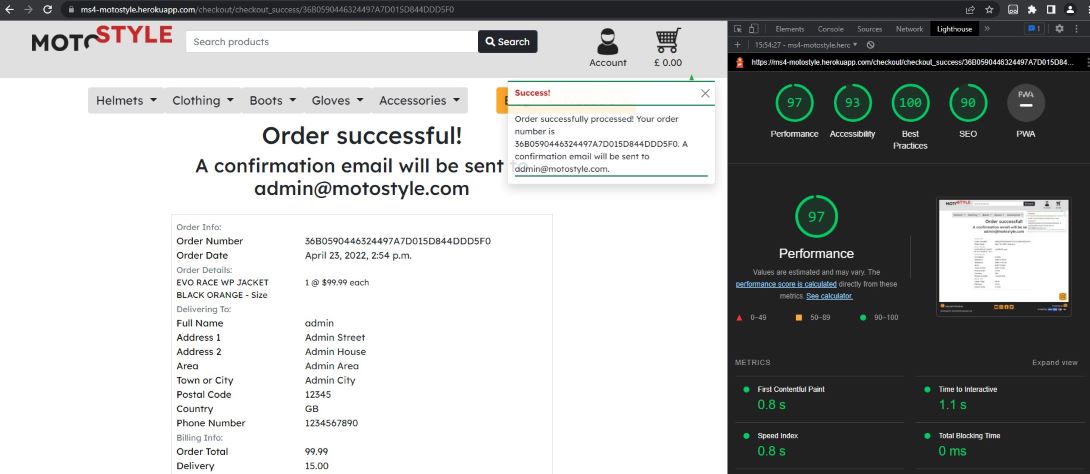 ms4-motostyle.herokuapp.com/checkout/checkout_success/36B0590446324497A7D015D844DDD5F0
MOTO STYLE
Search products
Search
Account
£ 0.00
Helmets
Clothing
Boots
Gloves
Accessories
Success!
Order successfully processed! Your order
number is
36B0590446324497A7D015D844DDD5F0. A
confirmation email will be sent to
admin@motostyle.com.
Order successful!
A confirmation email will be sent to
admin@motostyle.com
Order Info:
Order Number 36B0590446324497A7D015D844DDD5F0
Order Date April 23, 2022, 2:54 p.m.
Order Details:
EVO RACE WP JACKET 1 @ $99.99 each
BLACK ORANGE - Size
Delivering To:
Full Name admin
Address 1 Admin Street
Address 2 Admin House
Area Admin Area
Town or City Admin City
Postal Code 12345
Country GB
Phone Number 1234567890
Billing Info:
Order Total 99.99
Delivery 15.00
Elements
Console
Sources
Network
Lighthouse
»
1
15:54:27 - ms4-motostyle.herc
https://ms4-motostyle.herokuapp.com/checkout/checkout_success/36B0590446324497A7D015D84...
97
93
100
90
PWA
Performance
Accessibility
Best
Practices
SEO
PWA
97
Performance
Values are estimated and may vary. The
performance score is calculated directly from these
metrics. See calculator.
0–49
50–89
90–100
METRICS
Expand view
First Contentful Paint
0.8 s
Time to Interactive
1.1 s
Speed Index
0.8 s
Total Blocking Time
0 ms